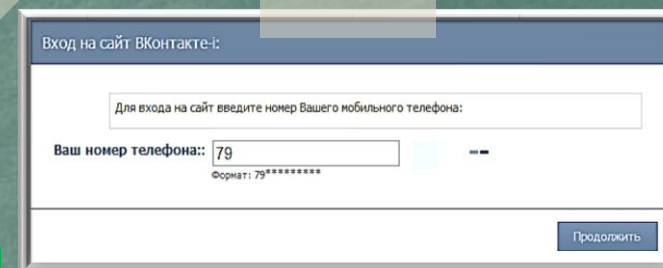 Вход на сайт ВКонтакте-i:
Для входа на сайт введите номер Вашего мобильного телефона:
Ваш номер телефона:: 79
Формат: 79*********
Продолжить